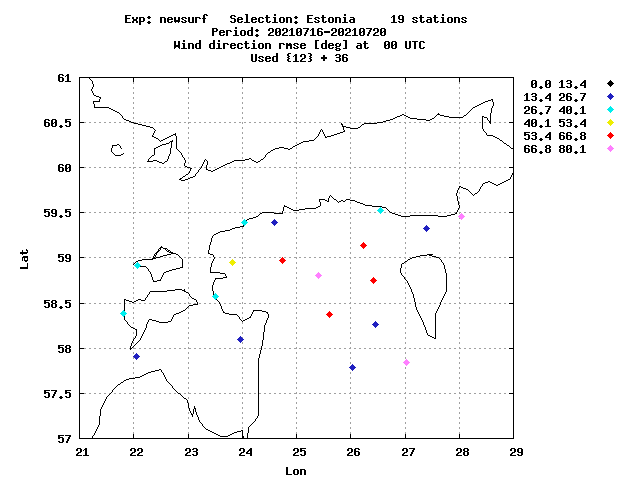 Exp: newsurf Selection: Estonia 19 stations
Period: 20210716-20210720
Wind direction rmse [deg] at 00 UTC
Used {12} + 36
0.0 13.4
13.4 26.7
26.7 40.1
40.1 53.4
53.4 66.8
66.8 80.1
61
60.5
60
59.5
59
58.5
58
57.5
57
Lat
21 22 23 24 25 26 27 28 29
Lon